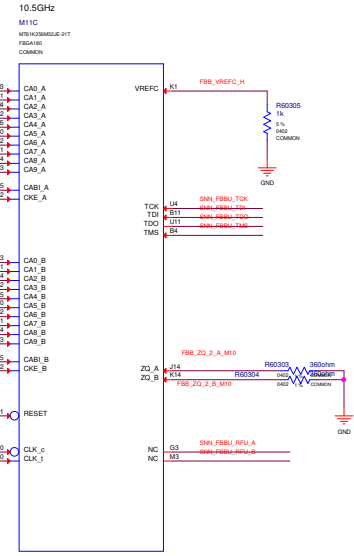 10.5GHz
M11C
MT61K256M32JE-21T
FBGA180
COMMON
CA0_A
CA1_A
CA2_A
CA3_A
CA4_A
CA5_A
CA6_A
CA7_A
CA8_A
CA9_A
CABI_A
CKE_A
CA0_B
CA1_B
CA2_B
CA3_B
CA4_B
CA5_B
CA6_B
CA7_B
CA8_B
CA9_B
CABI_B
CKE_B
RESET
CLK_c
CLK_t
VREFC K1 FBB_VREFC_H
R60305
1k
5 %
0402
COMMON
GND
TCK U4 SNN_FBBU_TCK
TDI B11 SNN_FBBU_TDI
TDO U11 SNN_FBBU_TDO
TMS B4 SNN_FBBU_TMS
FBB_ZQ_2_A_M10
ZQ_A J14 R60303 360ohm
ZQ_B K14 R60304 0402
FBB_ZQ_2_B_M10 0402 1 % COMMON
GND
NC G3 SNN_FBBU_RFU_A
NC M3 SNN_FBBU_RFU_B